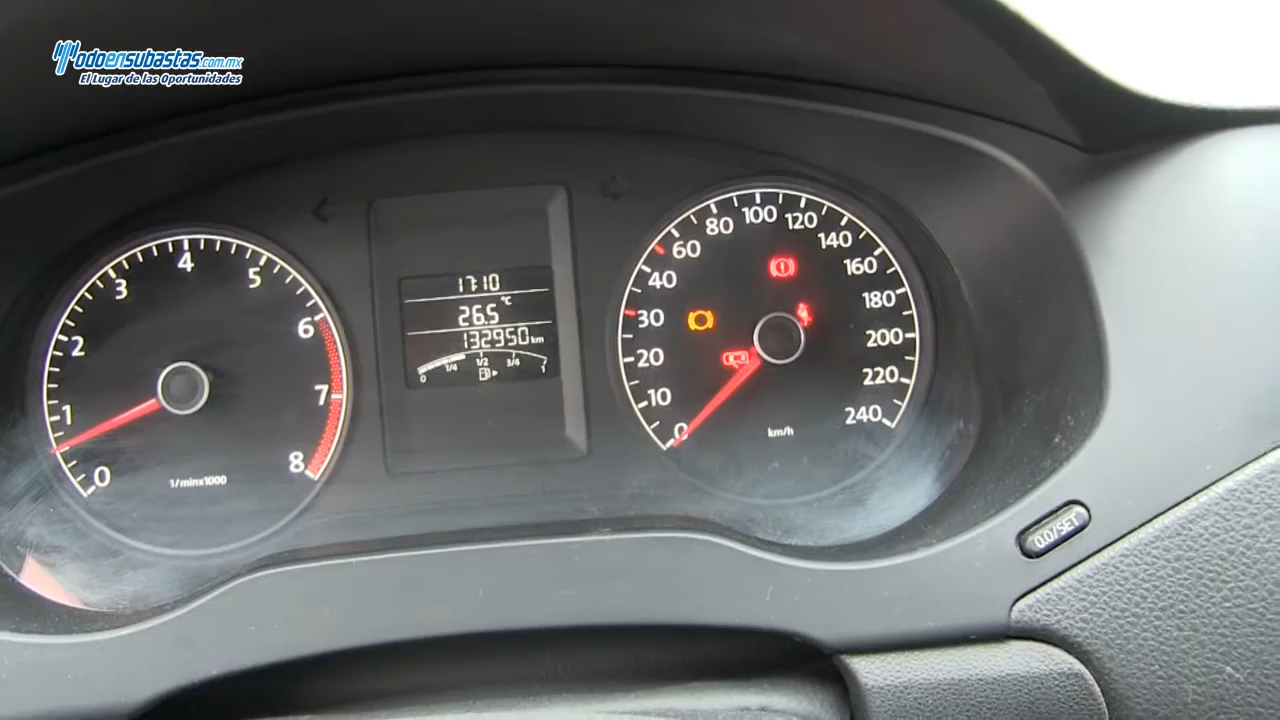 todoensubastas.com.mx
El Lugar de las Oportunidades
0 1 2 3 4 5 6 7 8
1/minx1000
17:10
26.5 °C
132950 km
0 1/4 1/2 3/4 1
0 10 20 30 40 60 80 100 120 140 160 180 200 220 240
km/h
0.0/SET